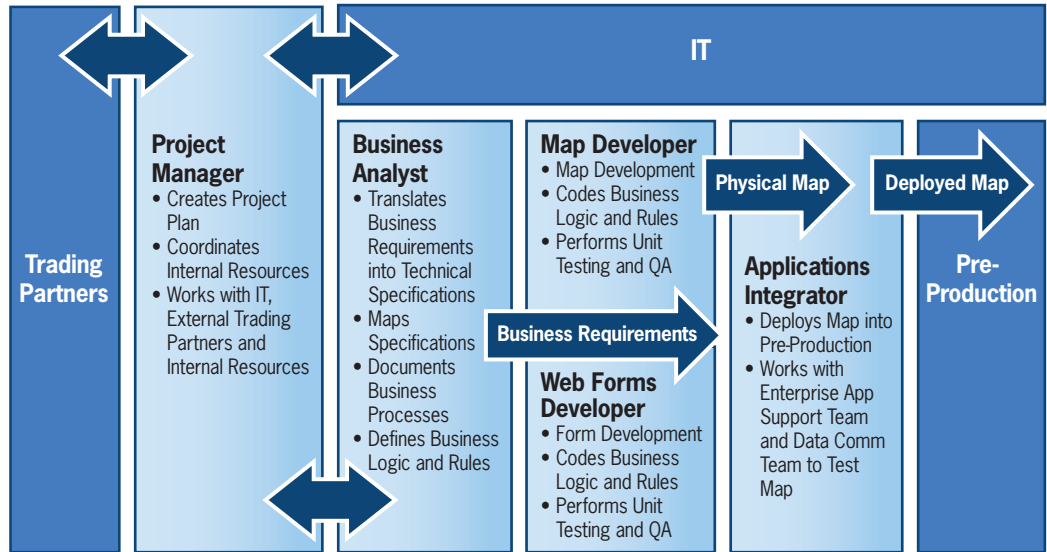 IT
Trading
Partners
Project
Manager
• Creates Project
Plan
• Coordinates
Internal Resources
• Works with IT,
External Trading
Partners and
Internal Resources
Business
Analyst
• Translates
Business
Requirements
into Technical
Specifications
• Maps
Specifications
• Documents
Business
Processes
• Defines Business
Logic and Rules
Map Developer
• Map Development
• Codes Business
Logic and Rules
• Performs Unit
Testing and QA
Business Requirements
Web Forms
Developer
• Form Development
• Codes Business
Logic and Rules
• Performs Unit
Testing and QA
Physical Map
Applications
Integrator
• Deploys Map into
Pre-Production
• Works with
Enterprise App
Support Team
and Data Comm
Team to Test
Map
Deployed Map
Pre-
Production